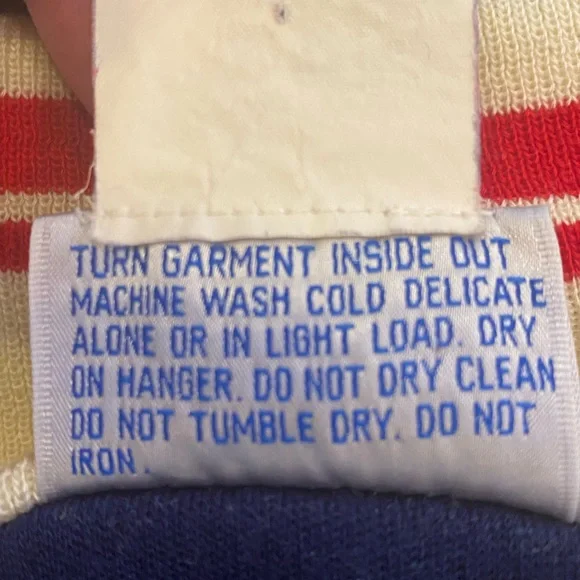 TURN GARMENT INSIDE OUT
MACHINE WASH COLD DELICATE
ALONE OR IN LIGHT LOAD. DRY
ON HANGER. DO NOT DRY CLEAN
DO NOT TUMBLE DRY. DO NOT
IRON.